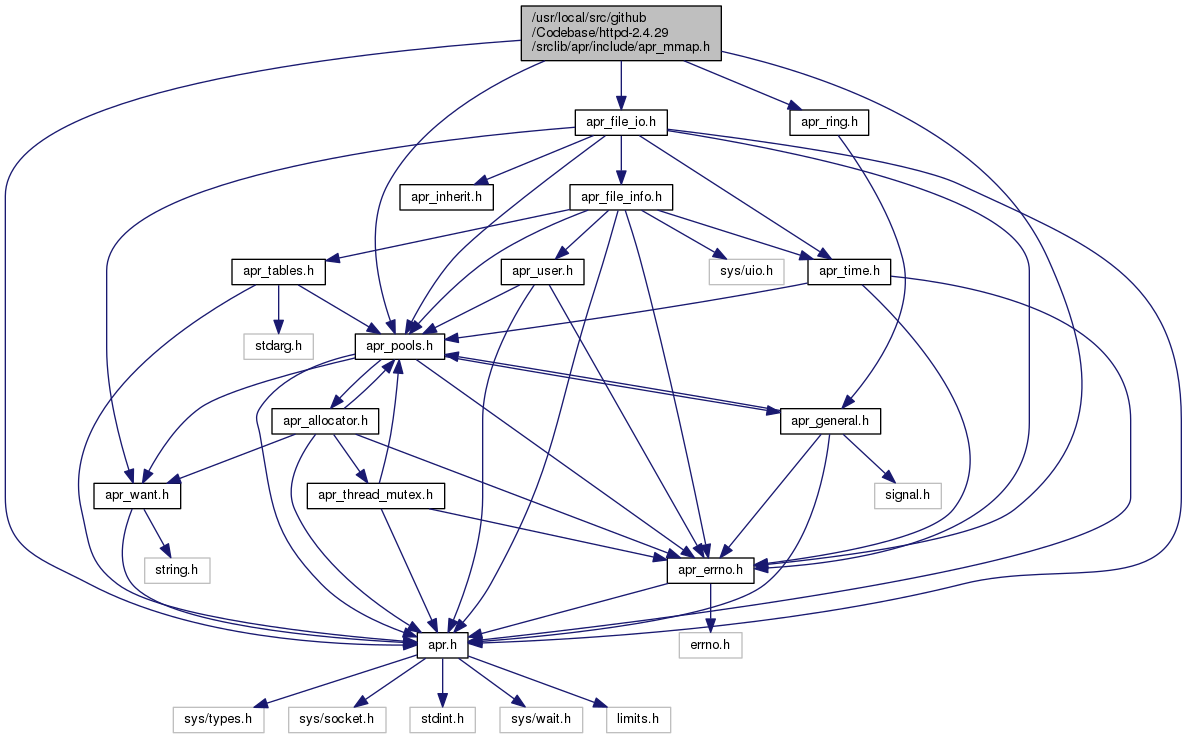 /usr/local/src/github
/Codebase/httpd-2.4.29
/srclib/apr/include/apr_mmap.h
apr_file_io.h
apr_ring.h
apr_inherit.h
apr_file_info.h
apr_tables.h
apr_user.h
sys/uio.h
apr_time.h
stdarg.h
apr_pools.h
apr_allocator.h
apr_general.h
apr_want.h
apr_thread_mutex.h
signal.h
string.h
apr_errno.h
apr.h
errno.h
sys/types.h
sys/socket.h
stdint.h
sys/wait.h
limits.h